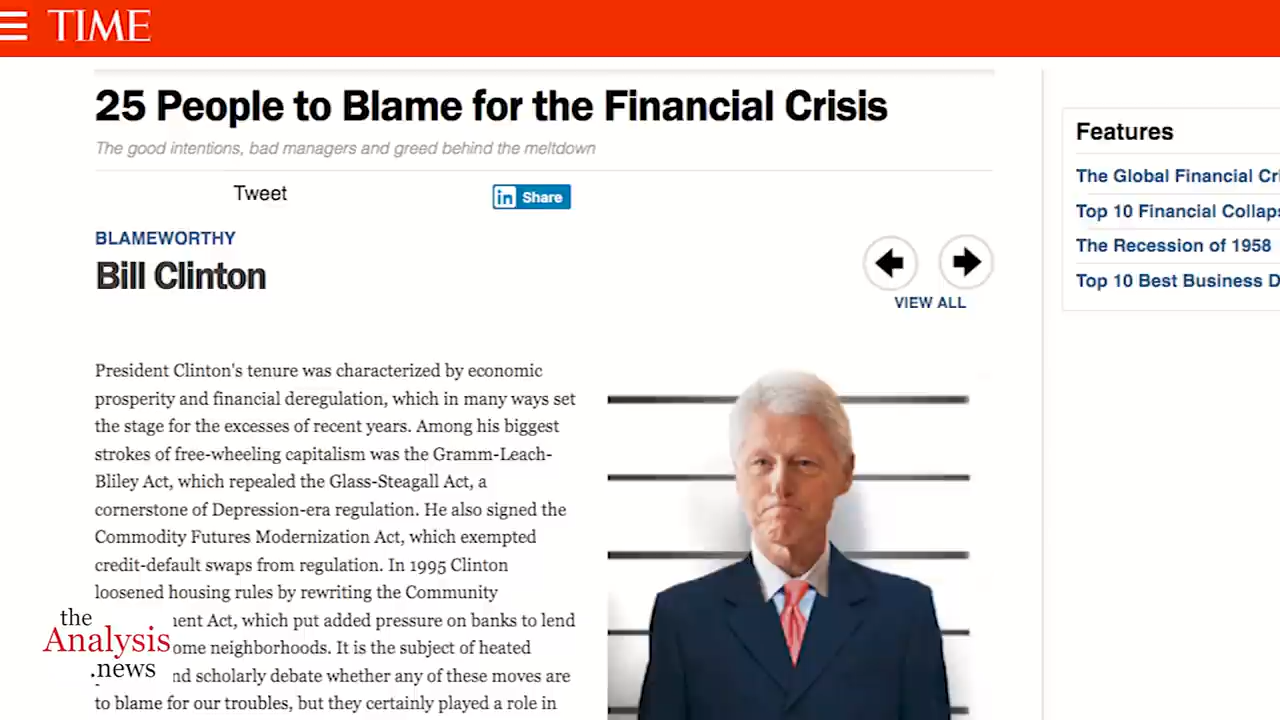 TIME
25 People to Blame for the Financial Crisis
The good intentions, bad managers and greed behind the meltdown
Tweet
in Share
BLAMEWORTHY
Bill Clinton
VIEW ALL
President Clinton's tenure was characterized by economic
prosperity and financial deregulation, which in many ways set
the stage for the excesses of recent years. Among his biggest
strokes of free-wheeling capitalism was the Gramm-Leach-
Bliley Act, which repealed the Glass-Steagall Act, a
cornerstone of Depression-era regulation. He also signed the
Commodity Futures Modernization Act, which exempted
credit-default swaps from regulation. In 1995 Clinton
loosened housing rules by rewriting the Community
ent Act, which put added pressure on banks to lend
ome neighborhoods. It is the subject of heated
nd scholarly debate whether any of these moves are
to blame for our troubles, but they certainly played a role in
Features
The Global Financial Cri
Top 10 Financial Collaps
The Recession of 1958
Top 10 Best Business D
the
Analysis
.news